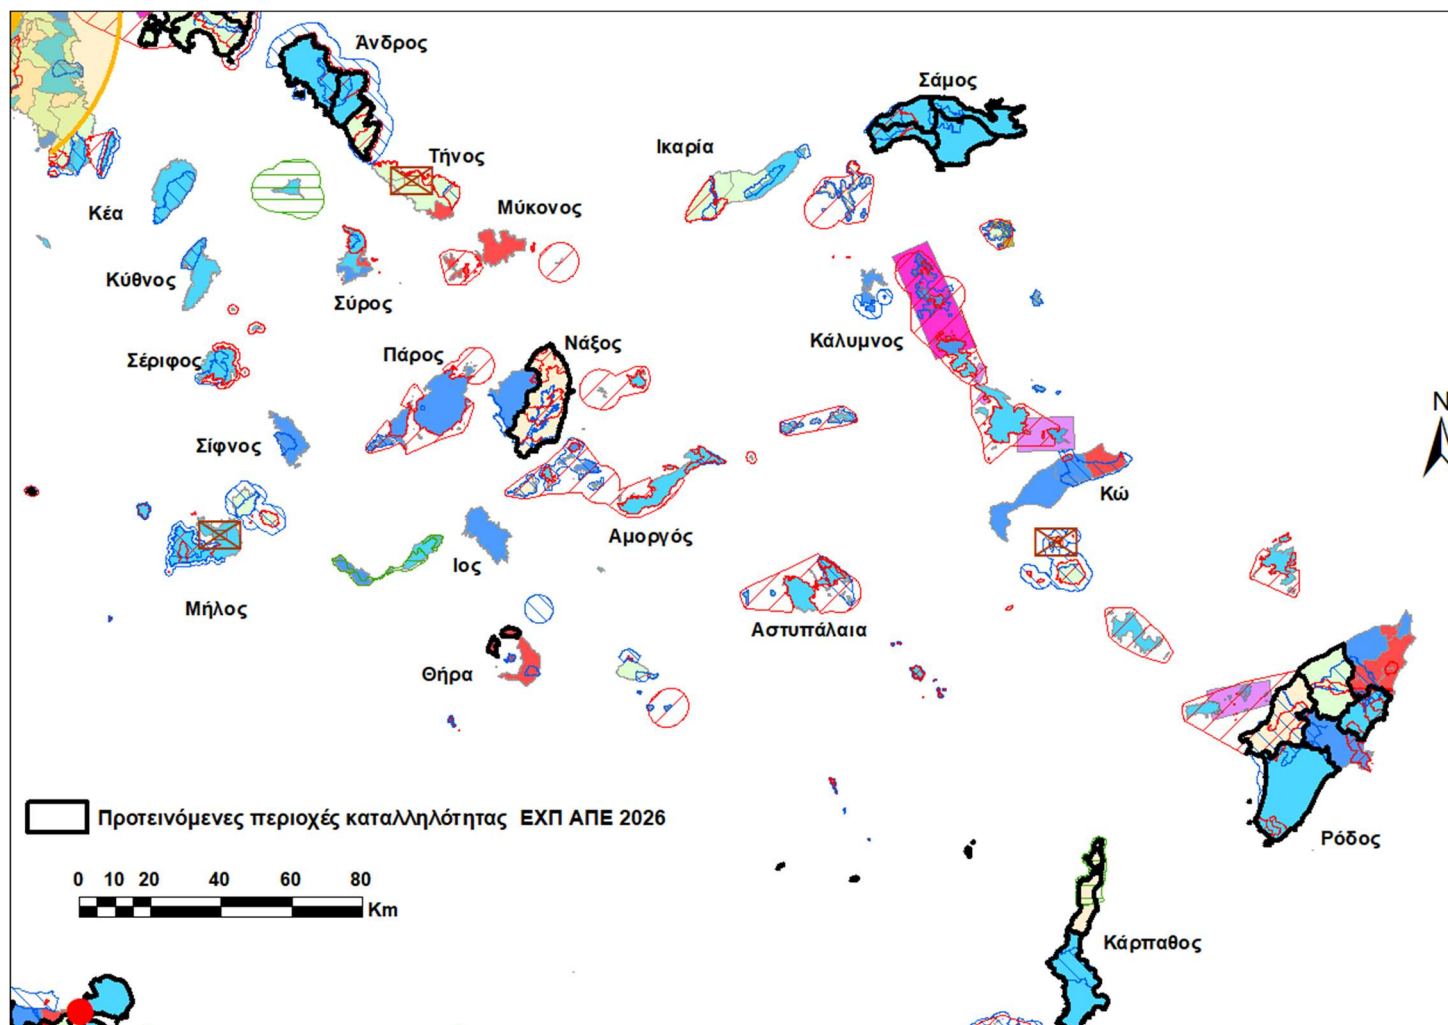 Άνδρος
Σάμος
Ικαρία
Τήνος
Κέα
Μύκονος
Κύθνος
Σύρος
Κάλυμνος
Νάξος
Πάρος
Σέριφος
Σίφνος
N
Κώ
Αμοργός
Ιος
Μήλος
Αστυπάλαια
Θήρα
Προτεινόμενες περιοχές καταλληλότητας ΕΧΠ ΑΠΕ 2026
Ρόδος
0 10 20 40 60 80
Km
Κάρπαθος